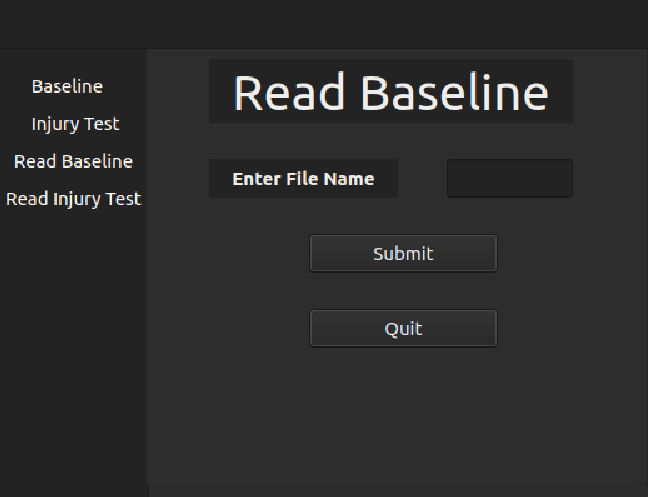 Baseline
Injury Test
Read Baseline
Read Injury Test
Read Baseline
Enter File Name
Submit
Quit